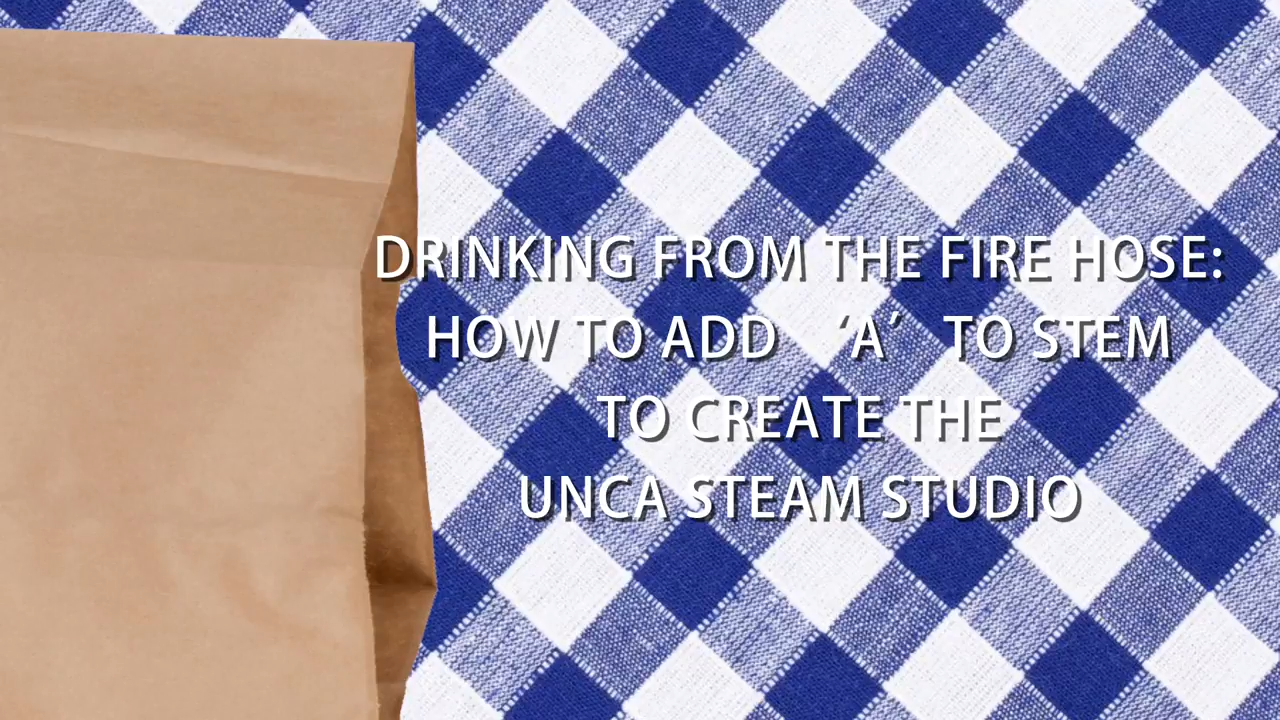 DRINKING FROM THE FIRE HOSE:
HOW TO ADD ‘A’ TO STEM
TO CREATE THE
UNCA STEAM STUDIO